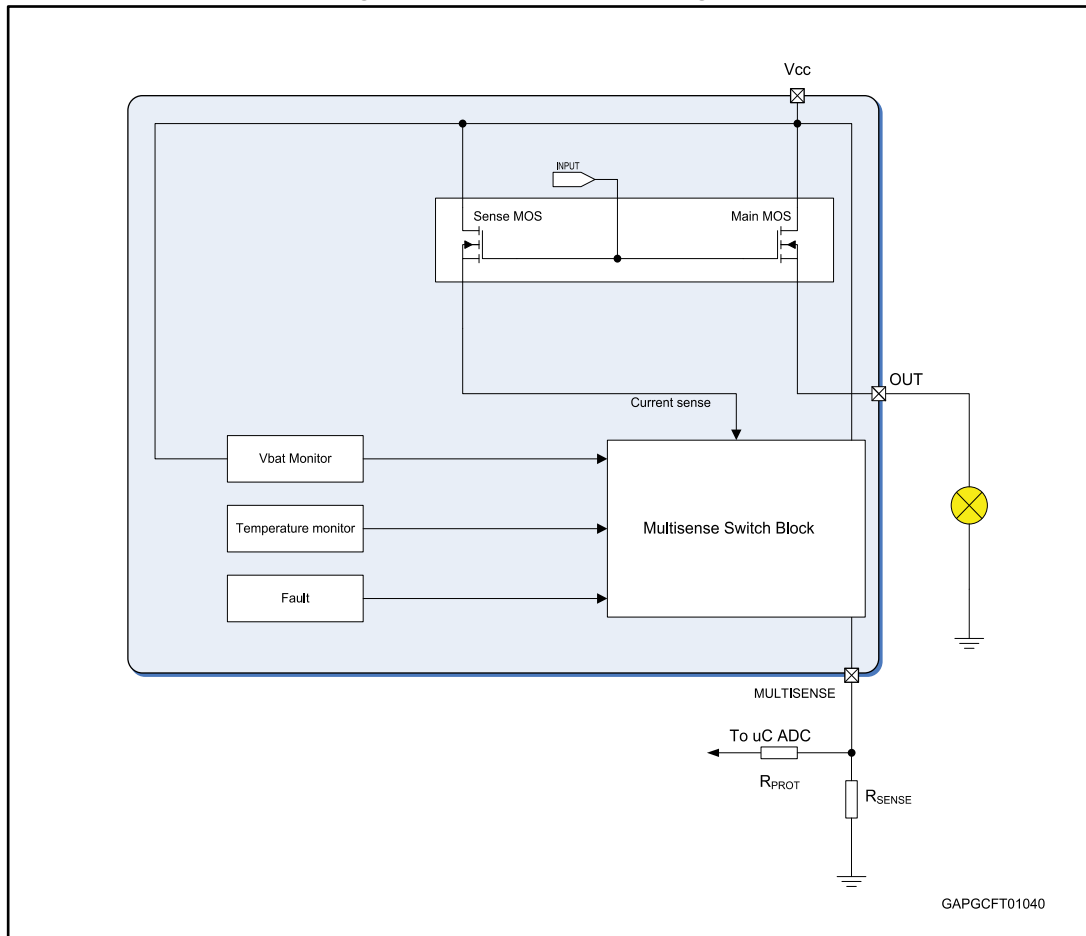 Vcc
INPUT
Sense MOS
Main MOS
OUT
Current sense
Vbat Monitor
Temperature monitor
Multisense Switch Block
Fault
MULTISENSE
To uC ADC
RPROT
RSENSE
GAPGCFT01040